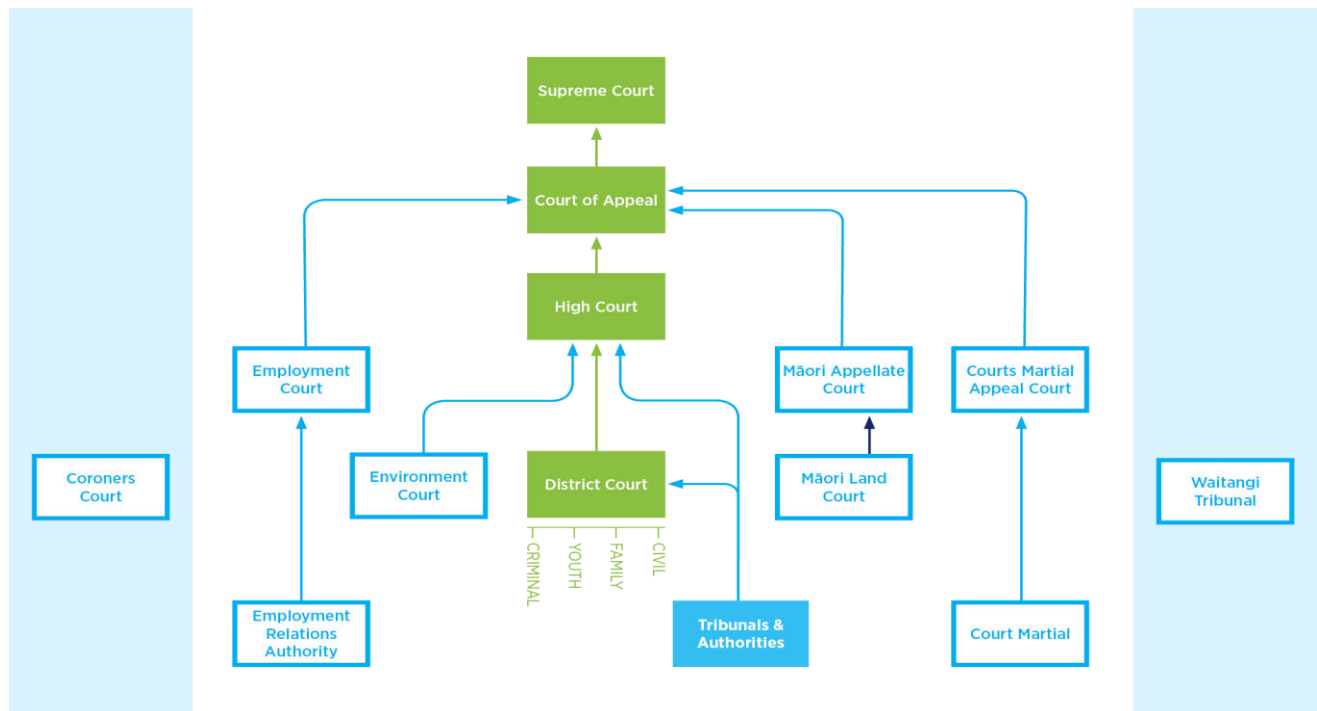 Supreme Court
Court of Appeal
High Court
Employment
Court
Māori Appellate
Court
Courts Martial
Appeal Court
Coroners
Court
Environment
Court
District Court
Māori Land
Court
Waitangi
Tribunal
CRIMINAL
YOUTH
FAMILY
CIVIL
Employment
Relations
Authority
Tribunals &
Authorities
Court Martial